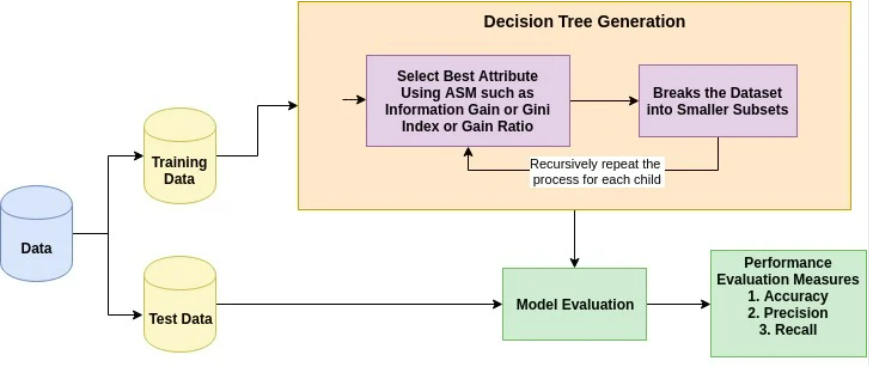 Decision Tree Generation
Select Best Attribute
Using ASM such as
Information Gain or Gini
Index or Gain Ratio
Breaks the Dataset
into Smaller Subsets
Recursively repeat the
process for each child
Training
Data
Data
Test Data
Model Evaluation
Performance
Evaluation Measures
1. Accuracy
2. Precision
3. Recall